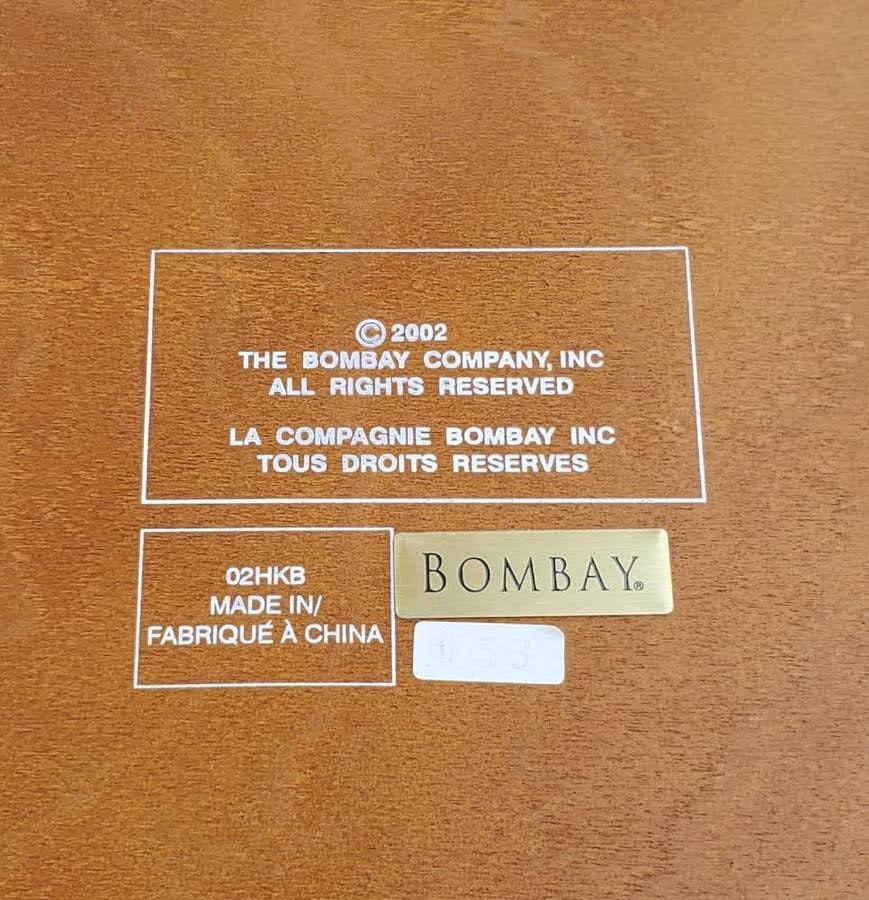 © 2002
THE BOMBAY COMPANY, INC
ALL RIGHTS RESERVED
LA COMPAGNIE BOMBAY INC
TOUS DROITS RESERVES
02HKB
MADE IN/
FABRIQUÉ À CHINA
BOMBAY®